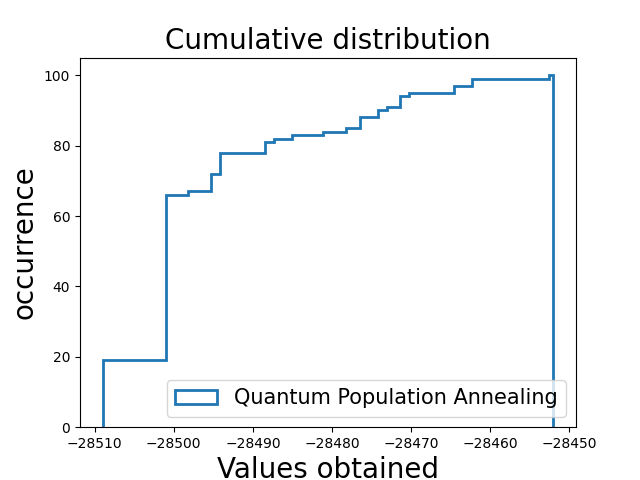 Cumulative distribution
occurrence
100
80
60
40
20
0
Quantum Population Annealing
−28510 −28500 −28490 −28480 −28470 −28460 −28450
Values obtained